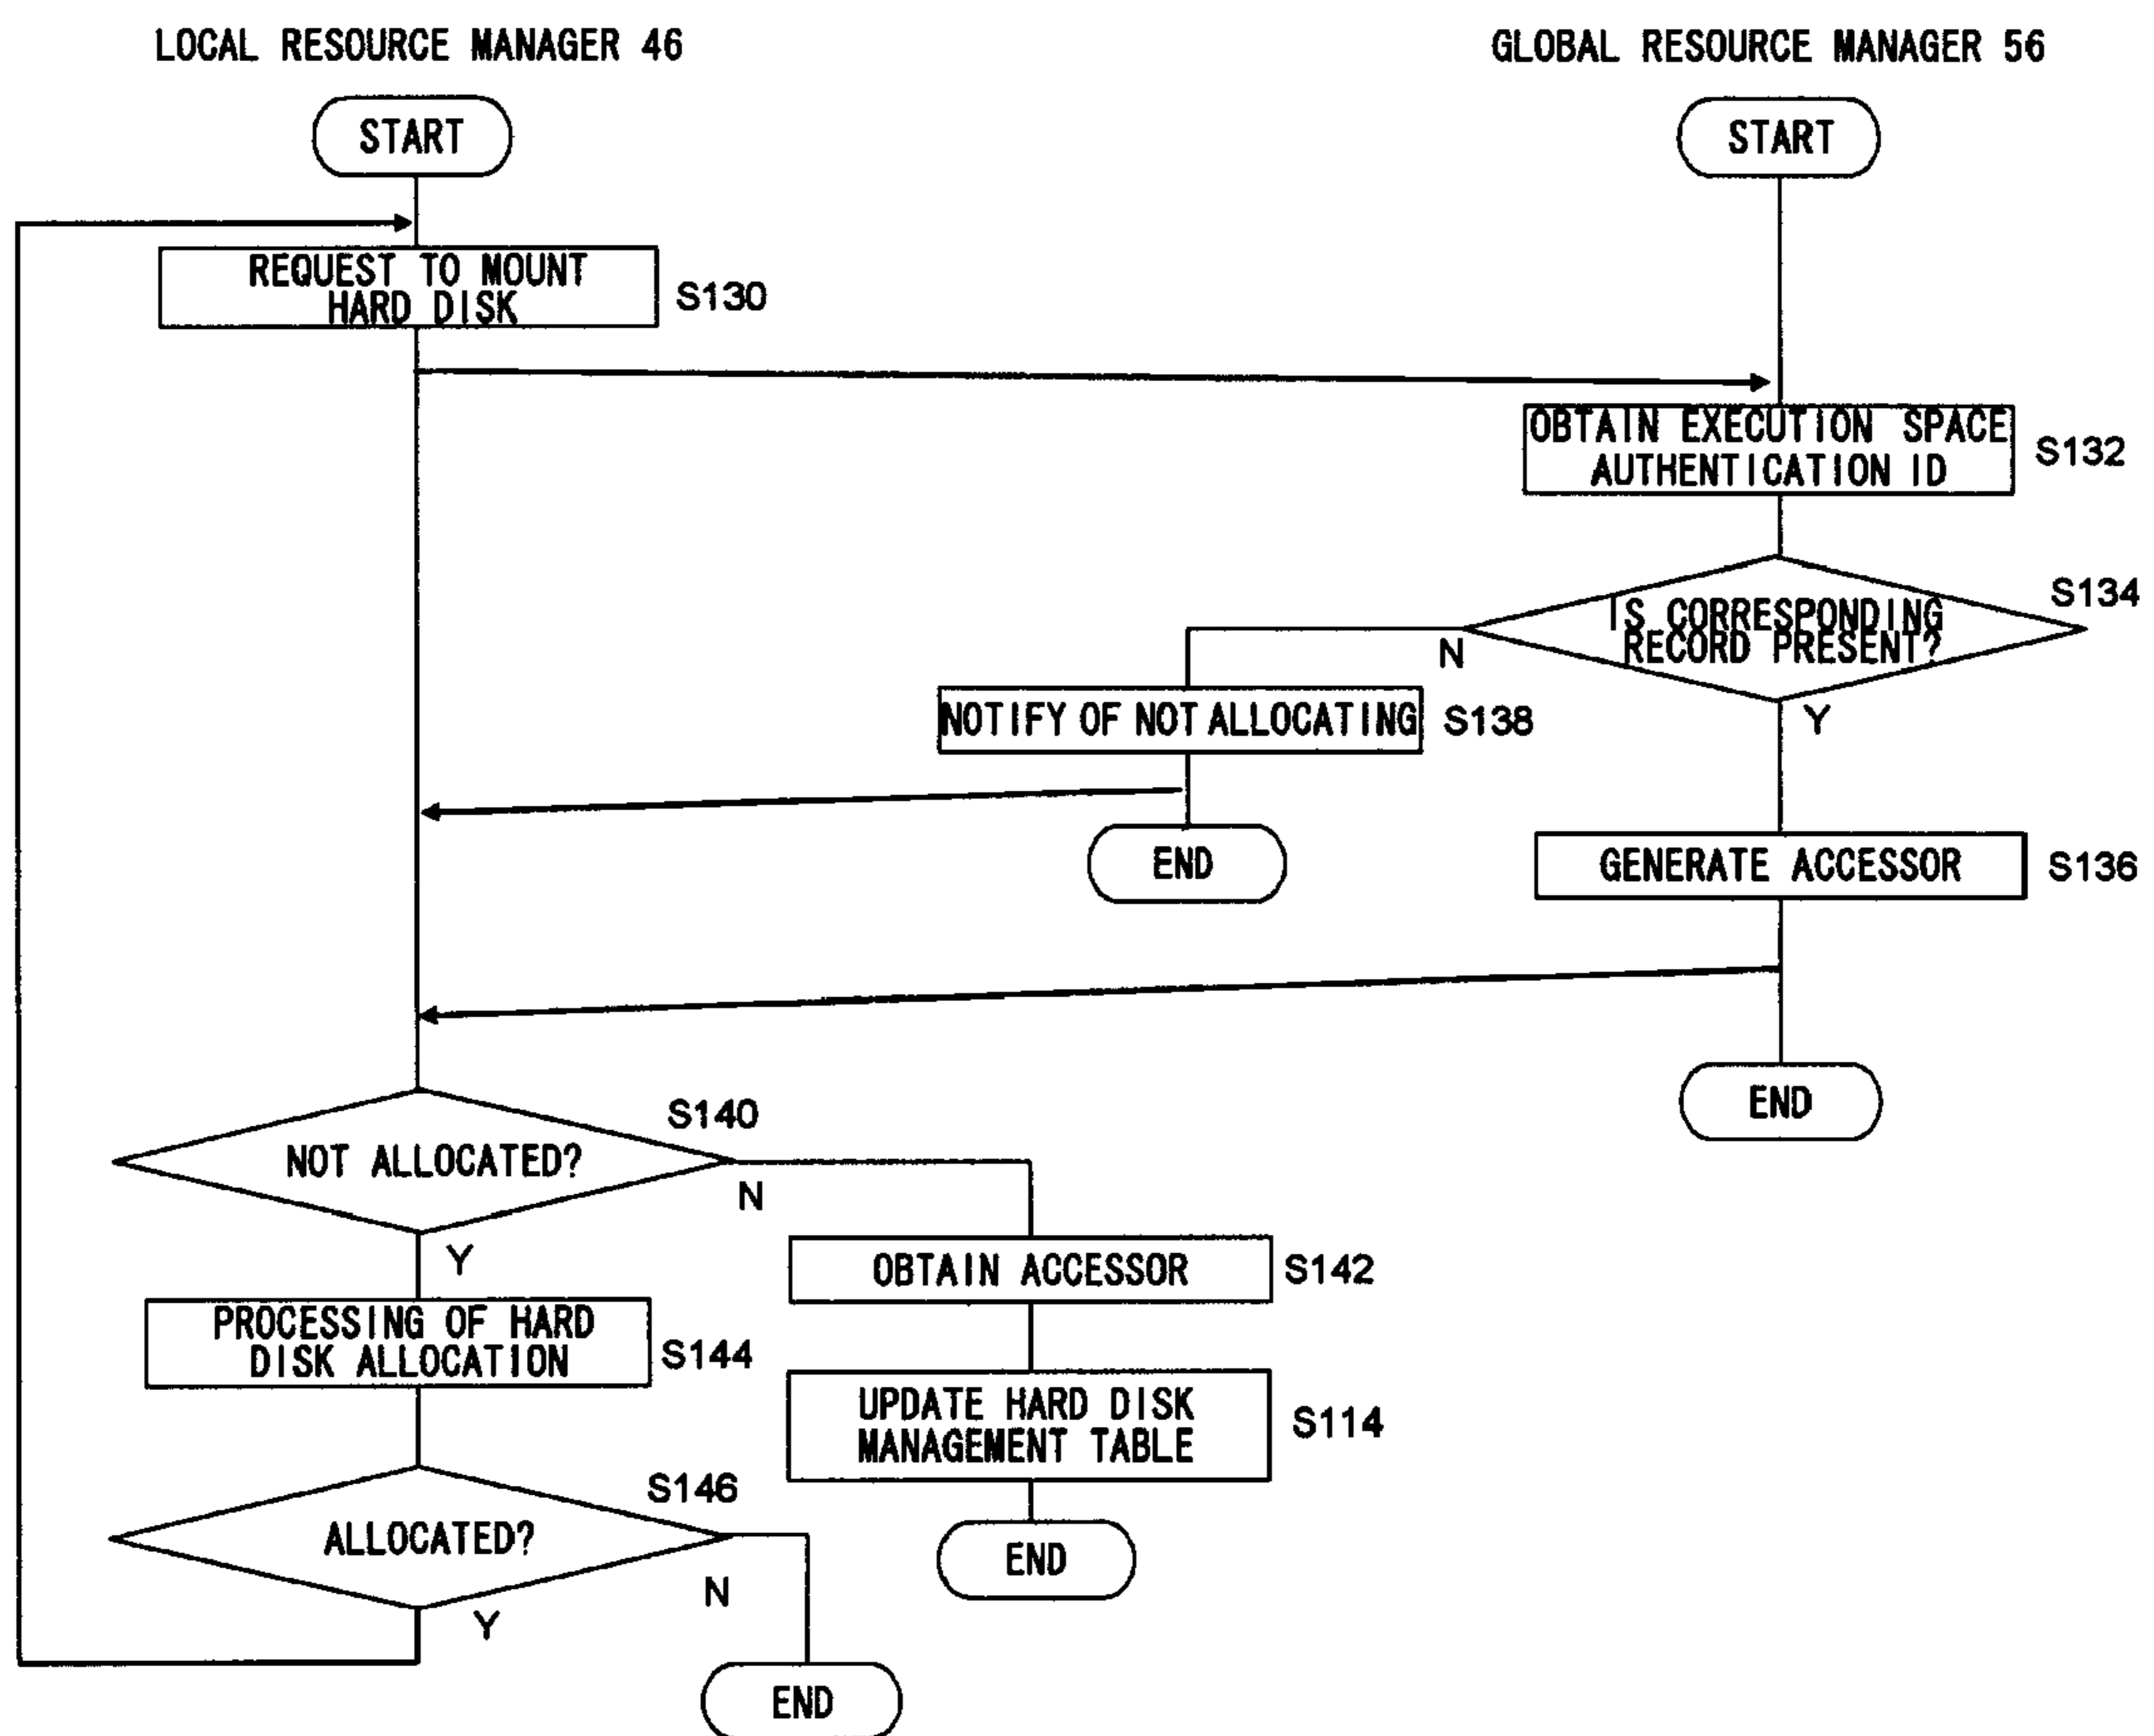 LOCAL RESOURCE MANAGER 46
GLOBAL RESOURCE MANAGER 56
START
START
REQUEST TO MOUNT
HARD DISK
S130
OBTAIN EXECUTION SPACE
AUTHENTICATION ID
S132
S134
IS CORRESPONDING
RECORD PRESENT?
N
Y
NOTIFY OF NOT ALLOCATING
S138
END
GENERATE ACCESSOR
S136
END
S140
NOT ALLOCATED?
N
Y
OBTAIN ACCESSOR
S142
PROCESSING OF HARD
DISK ALLOCATION
S144
UPDATE HARD DISK
MANAGEMENT TABLE
S114
S146
ALLOCATED?
N
Y
END
END